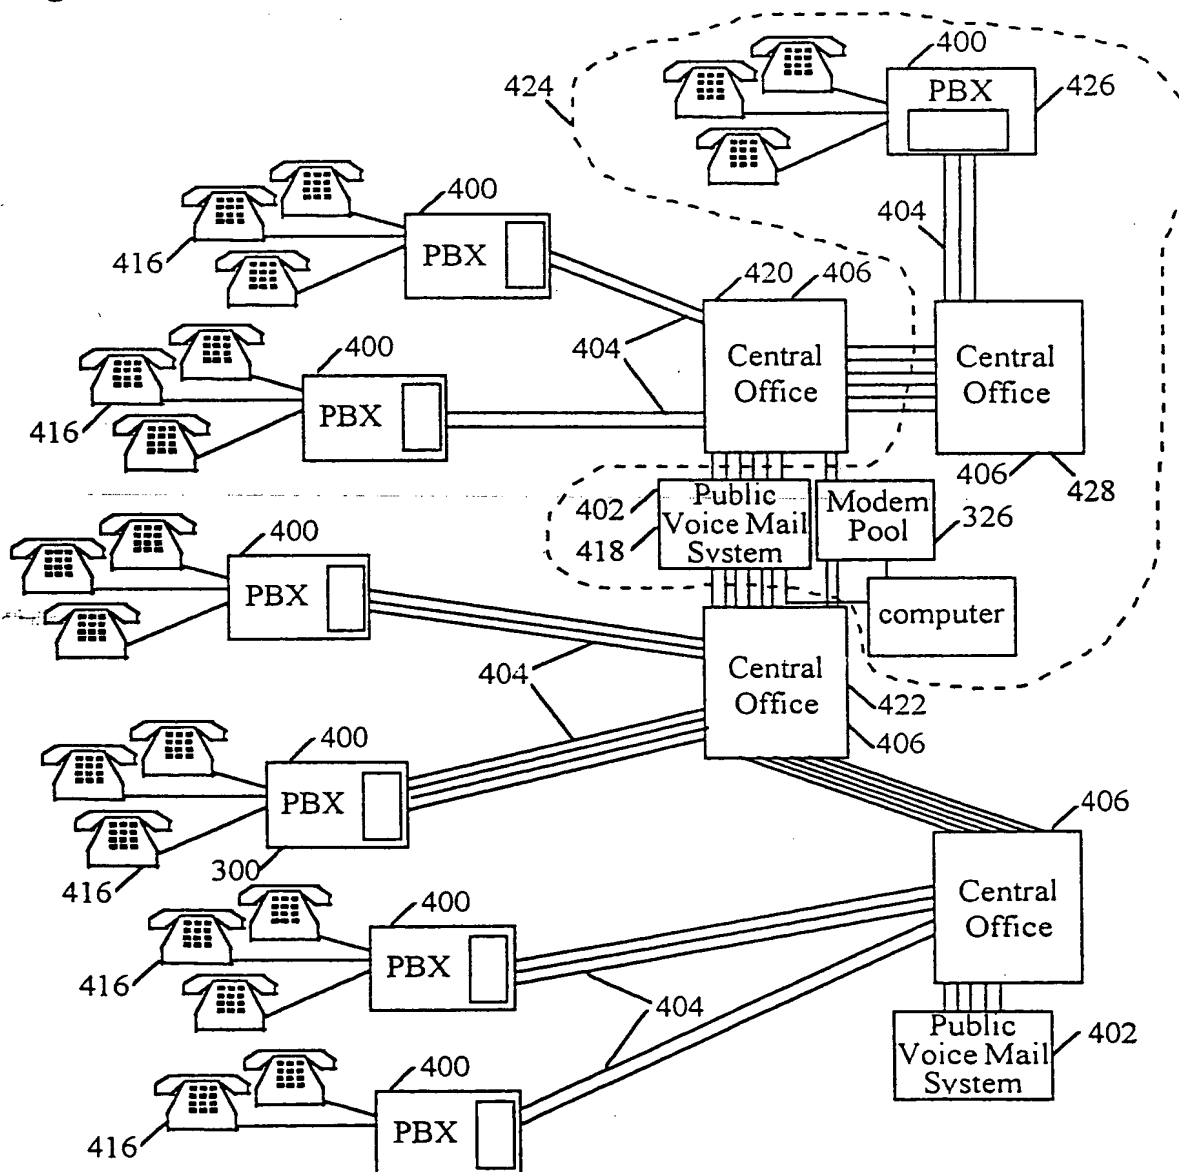 400
424
PBX
426
404
400
PBX
416
420
406
400
404
Central
Office
Central
Office
PBX
416
406
428
402
Public
Voice Mail
System
418
Modem
Pool
326
400
PBX
computer
404
Central
Office
422
406
400
PBX
300
416
406
400
Central
Office
PBX
416
404
Public
Voice Mail
System
402
400
PBX
416